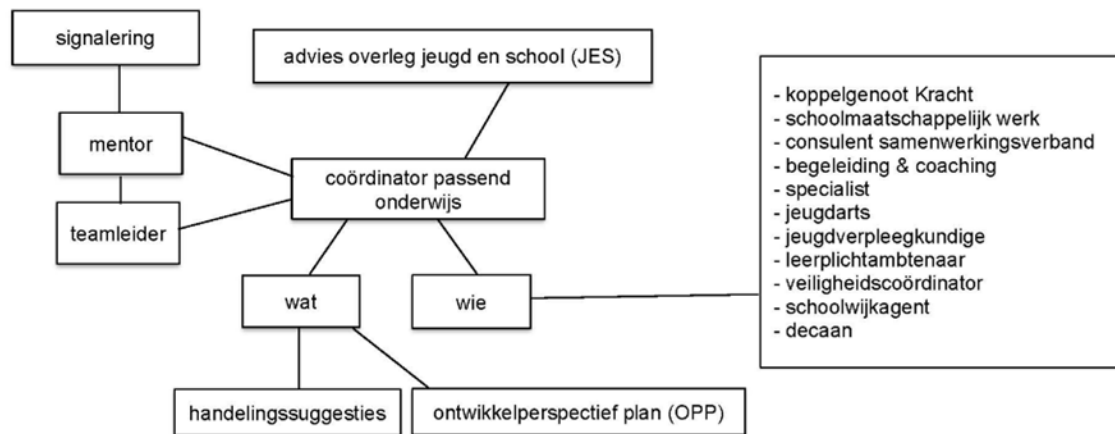 signalering
advies overleg jeugd en school (JES)
mentor
teamleider
coördinator passend
onderwijs
- koppelgenoot Kracht
- schoolmaatschappelijk werk
- consulent samenwerkingsverband
- begeleiding & coaching
- specialist
- jeugdarts
- jeugdverpleegkundige
- leerplichtambtenaar
- veiligheidscoördinator
- schoolwijkagent
- decaan
wat
wie
handelingssuggesties
ontwikkelperspectief plan (OPP)